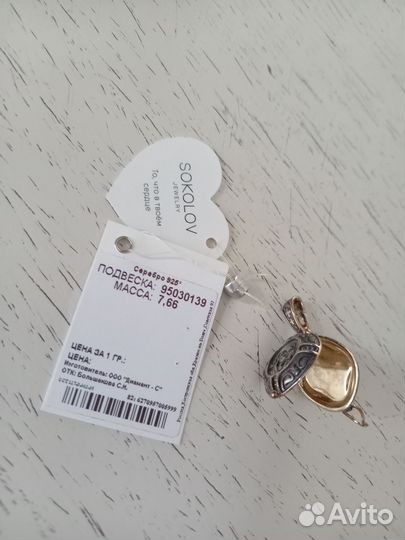 SOKOLOV
JEWELRY
То, что в твоём
сердце
Серебро 925°
ПОДВЕСКА: 95030139
МАССА: 7,66
ЦЕНА ЗА 1 ГР.:
ЦЕНА:
Изготовитель: ООО "Диамант - С"
ОТК: Большакова С.Н.
Avito